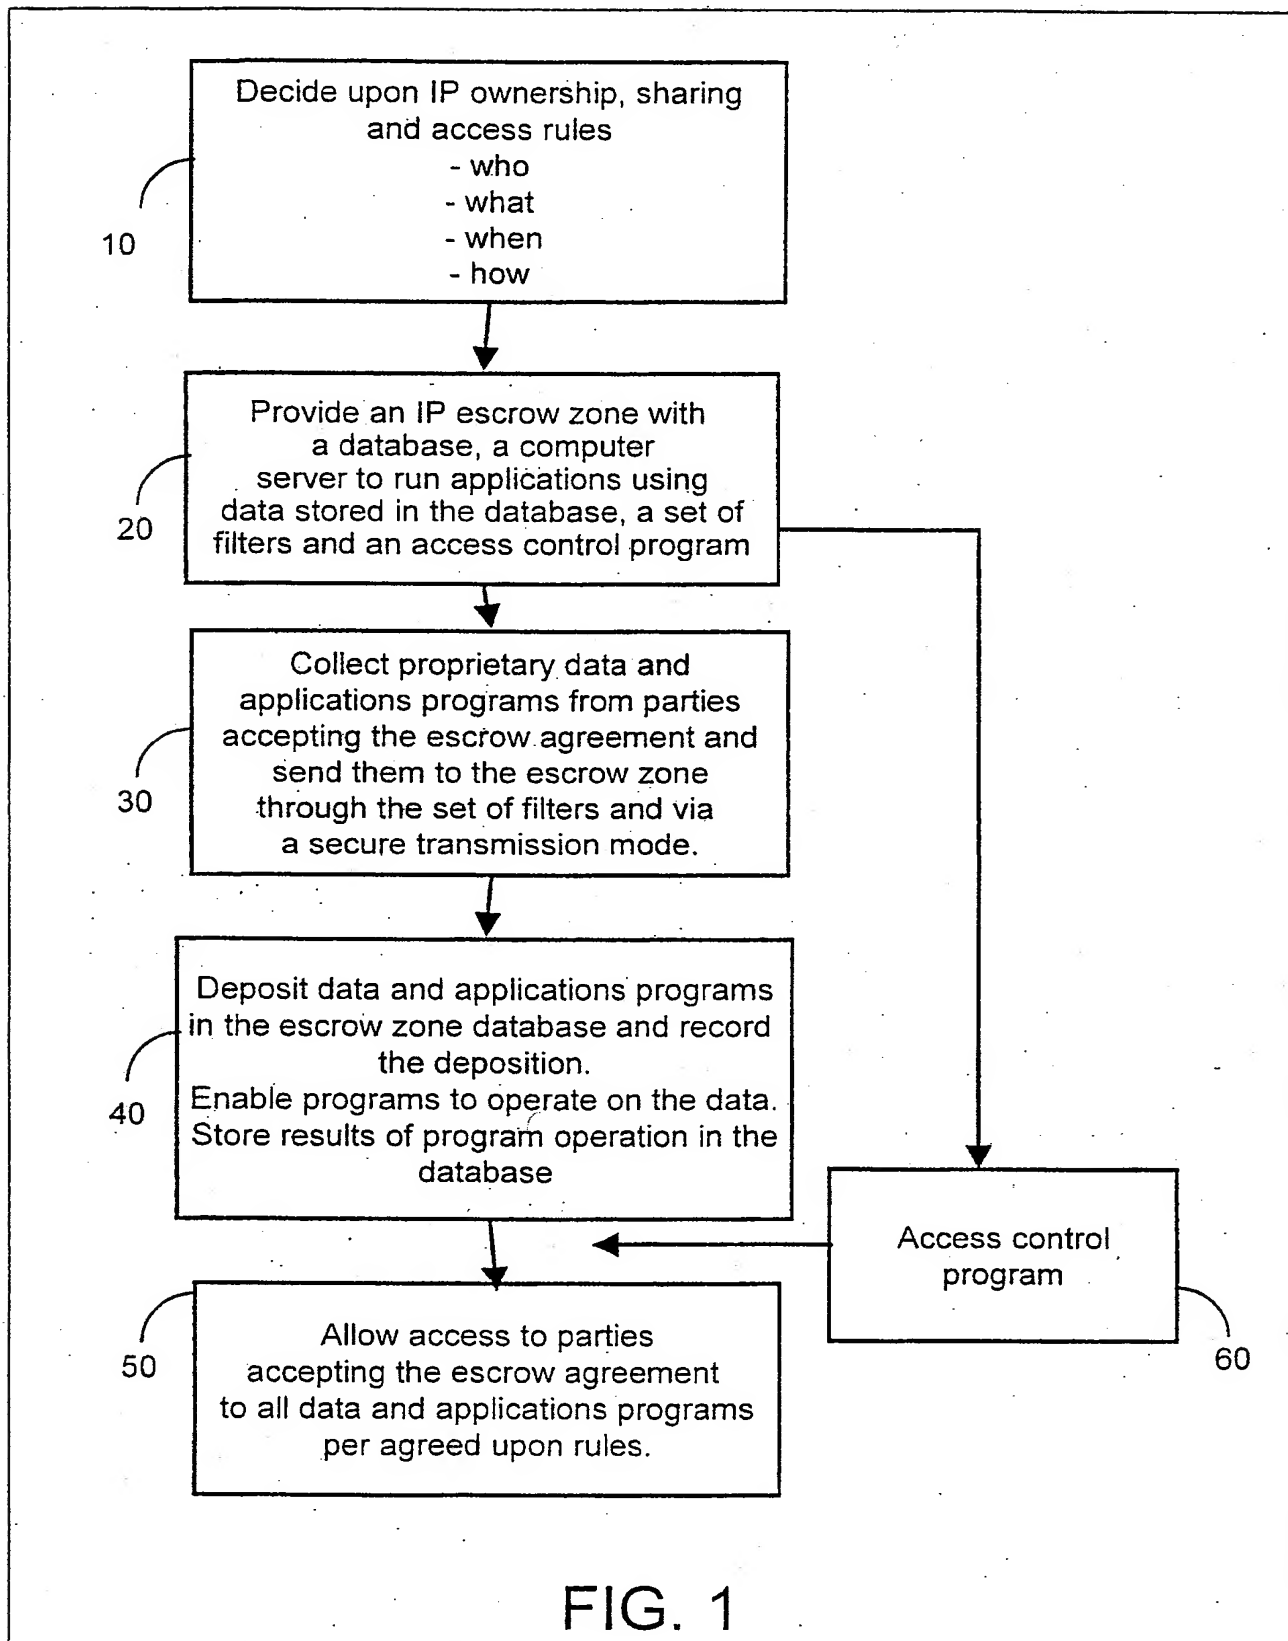 Decide upon IP ownership, sharing
and access rules
- who
- what
- when
- how
10
Provide an IP escrow zone with
a database, a computer
server to run applications using
data stored in the database, a set of
filters and an access control program
20
Collect proprietary data and
applications programs from parties
accepting the escrow agreement and
send them to the escrow zone
through the set of filters and via
a secure transmission mode.
30
Deposit data and applications programs
in the escrow zone database and record
the deposition.
Enable programs to operate on the data.
Store results of program operation in the
database
40
Access control
program
60
Allow access to parties
accepting the escrow agreement
to all data and applications programs
per agreed upon rules.
50
FIG. 1